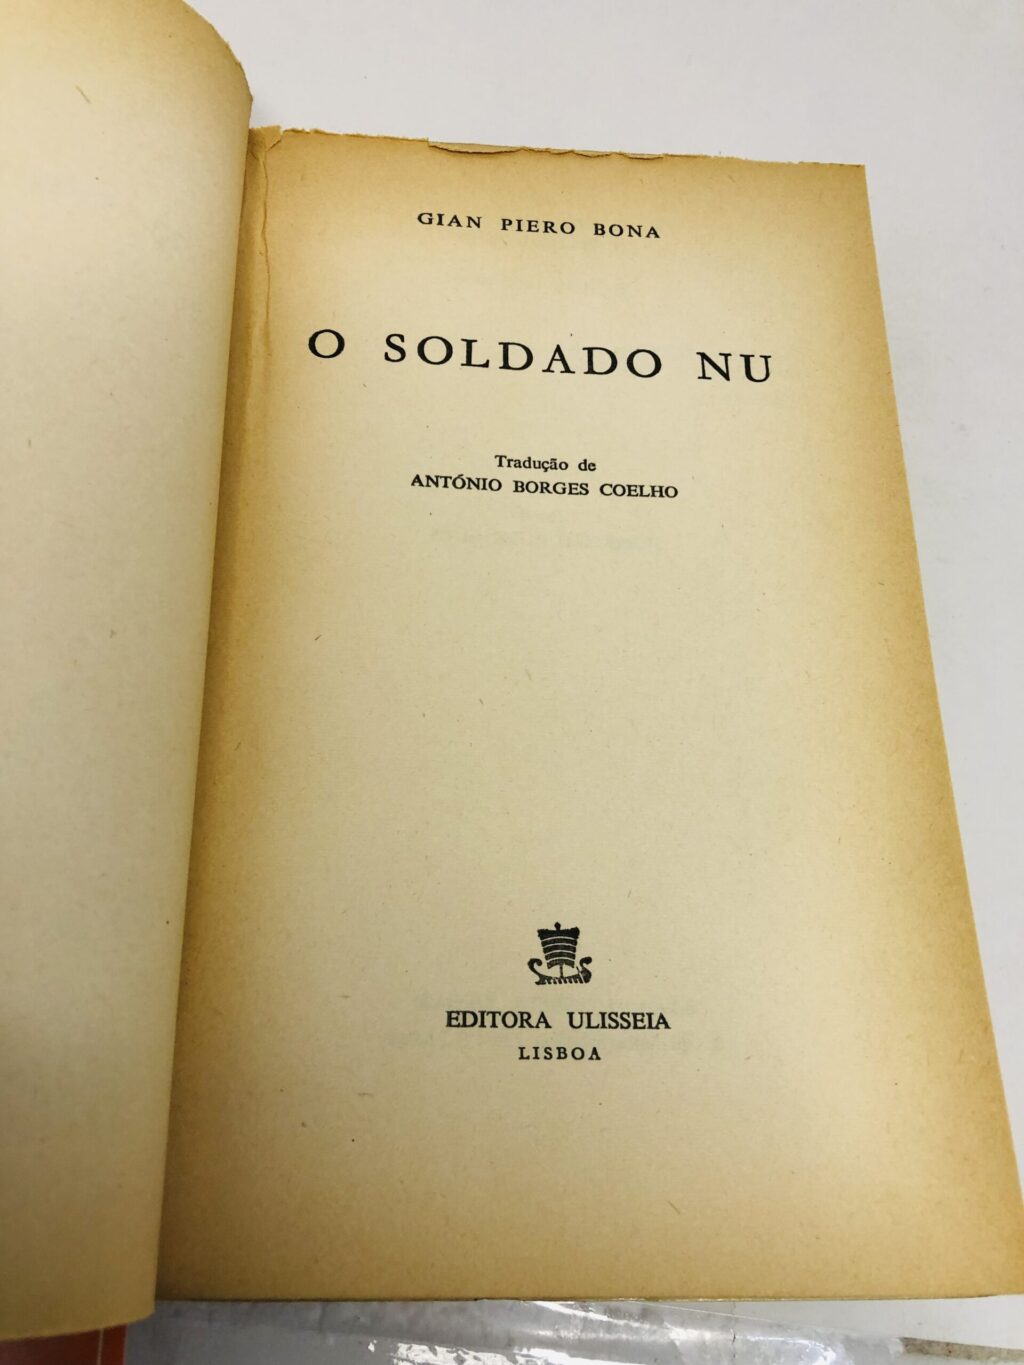 GIAN PIERO BONA
O SOLDADO NU
Tradução de
ANTÓNIO BORGES COELHO
EDITORA ULISSEIA
LISBOA